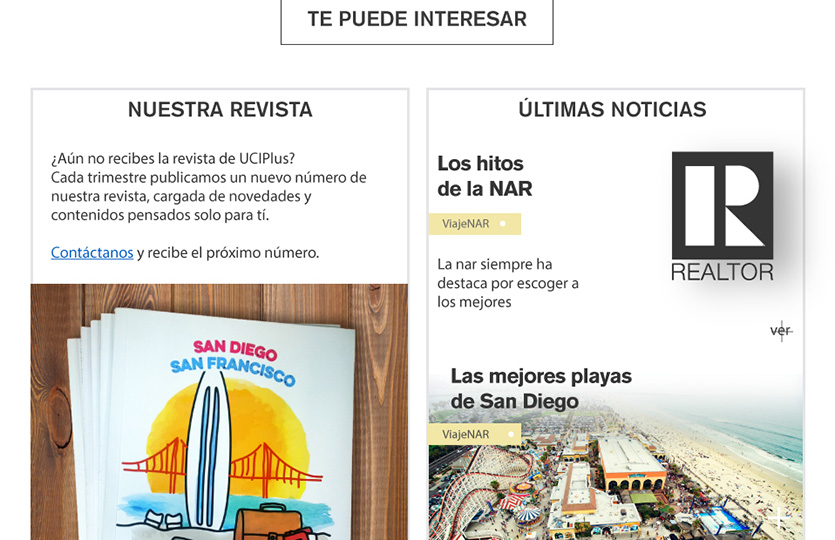 TE PUEDE INTERESAR
NUESTRA REVISTA
¿Aún no recibes la revista de UCIPlus?
Cada trimestre publicamos un nuevo número de
nuestra revista, cargada de novedades y
contenidos pensados solo para tí.
Contáctanos y recibe el próximo número.
SAN DIEGO
SAN FRANCISCO
ÚLTIMAS NOTICIAS
Los hitos
de la NAR
ViajeNAR
La nar siempre ha
destaca por escoger a
los mejores
R
REALTOR
ver
Las mejores playas
de San Diego
ViajeNAR